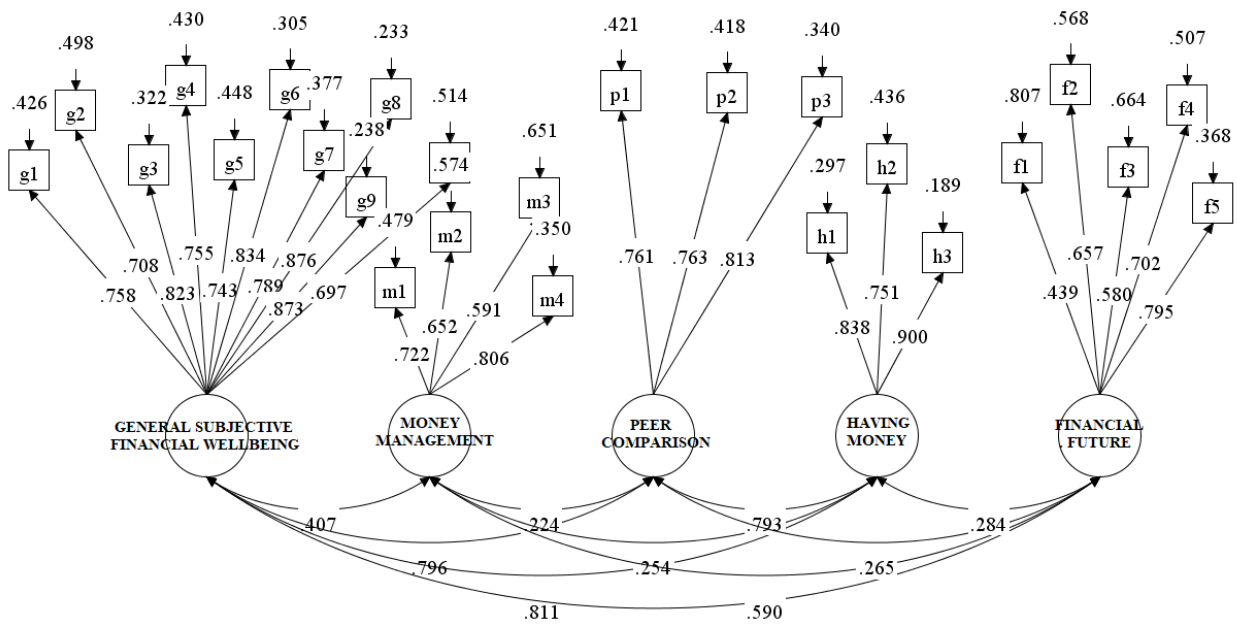 .430
.305
.233
.421
.418
.340
.568
.507
.498
g4
g6
.377
g8
.514
p1
p2
p3
.436
.807
f2
.664
f4
.426
g2
.322
.448
.238
.651
.368
g1
g3
g5
g7
.574
h2
f1
f3
.297
.189
g9
.479
m3
.350
f5
m2
h1
h3
.755
.834
.876
.761
.763
.813
.657
.702
.708
m1
m4
.758
.823
.743
.789
.697
.751
.439
.580
.795
.873
.652
.591
.838
.900
.722
.806
GENERAL SUBJECTIVE
FINANCIAL WELLBEING
MONEY
MANAGEMENT
PEER
COMPARISON
HAVING
MONEY
FINANCIAL
. FUTURE
.407
.224
.793
.284
.796
.254
.265
.811
.590